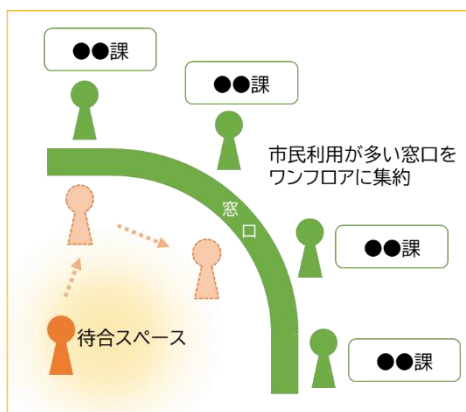 ●●課
●●課
市民利用が多い窓口を
ワンフロアに集約
窓口
●●課
待合スペース
●●課